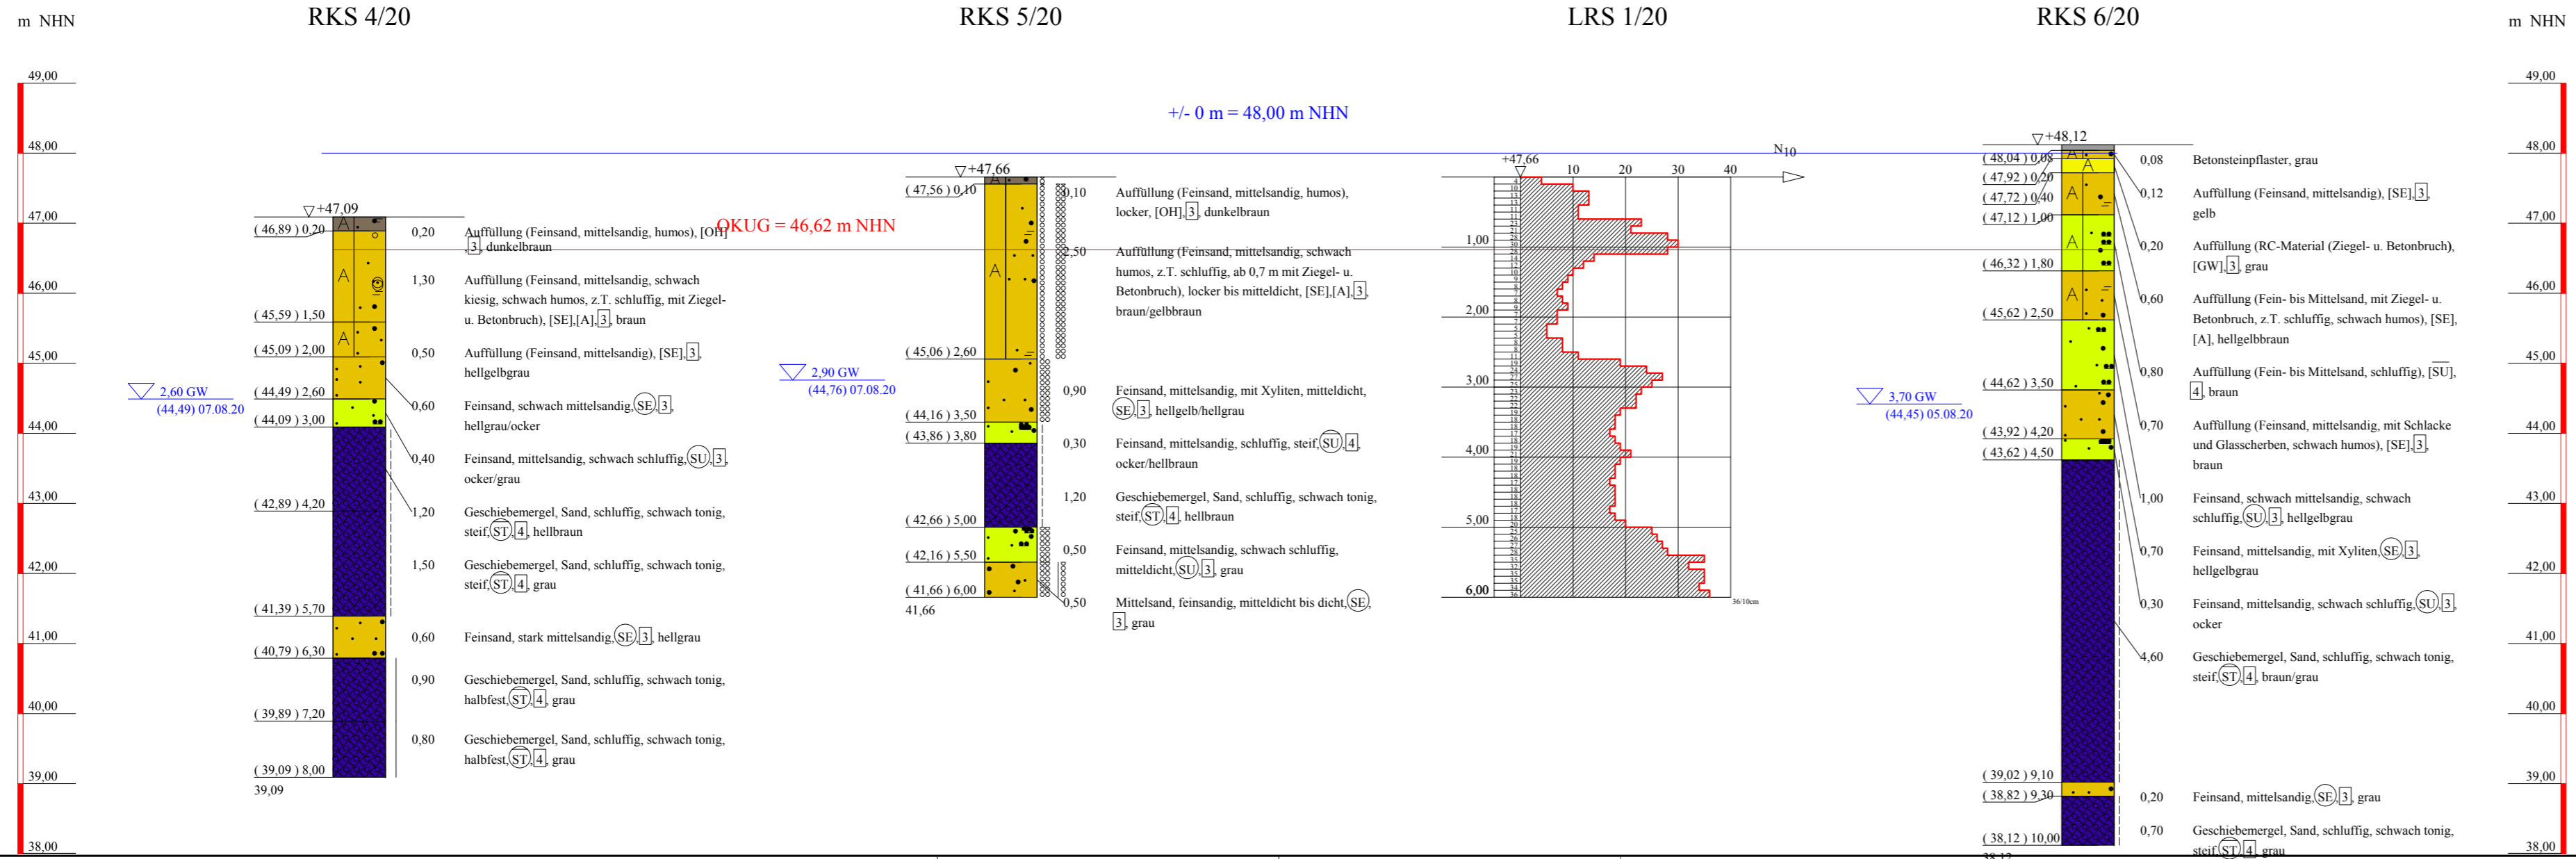 m NHN
RKS 4/20
RKS 5/20
LRS 1/20
RKS 6/20
m NHN
49,00
48,00
47,00
46,00
45,00
44,00
43,00
42,00
41,00
40,00
39,00
38,00
+/- 0 m = 48,00 m NHN
OKUG = 46,62 m NHN
+47,09
( 46,89 ) 0,20
( 45,59 ) 1,50
( 45,09 ) 2,00
( 44,49 ) 2,60
( 44,09 ) 3,00
( 42,89 ) 4,20
( 41,39 ) 5,70
( 40,79 ) 6,30
( 39,89 ) 7,20
( 39,09 ) 8,00
39,09
2,60 GW
(44,49) 07.08.20
A
A
A
0,20 Auffüllung (Feinsand, mittelsandig, humos), [OH]
,3, dunkelbraun
1,30 Auffüllung (Feinsand, mittelsandig, schwach
kiesig, schwach humos, z.T. schluffig, mit Ziegel-
u. Betonbruch), [SE],[A],3, braun
0,50 Auffüllung (Feinsand, mittelsandig), [SE],3,
hellgelbgrau
0,60 Feinsand, schwach mittelsandig,SE,3,
hellgrau/ocker
0,40 Feinsand, mittelsandig, schwach schluffig,SU,3,
ocker/grau
1,20 Geschiebemergel, Sand, schluffig, schwach tonig,
steif,ST,4, hellbraun
1,50 Geschiebemergel, Sand, schluffig, schwach tonig,
steif,ST,4, grau
0,60 Feinsand, stark mittelsandig,SE,3, hellgrau
0,90 Geschiebemergel, Sand, schluffig, schwach tonig,
halbfest,ST,4, grau
0,80 Geschiebemergel, Sand, schluffig, schwach tonig,
halbfest,ST,4, grau
+47,66
( 47,56 ) 0,10
( 45,06 ) 2,60
( 44,16 ) 3,50
( 43,86 ) 3,80
( 42,66 ) 5,00
( 42,16 ) 5,50
( 41,66 ) 6,00
41,66
2,90 GW
(44,76) 07.08.20
A
A
0,10 Auffüllung (Feinsand, mittelsandig, humos),
locker, [OH],3, dunkelbraun
2,50 Auffüllung (Feinsand, mittelsandig, schwach
humos, z.T. schluffig, ab 0,7 m mit Ziegel- u.
Betonbruch), locker bis mitteldicht, [SE],[A],3,
braun/gelbbraun
0,90 Feinsand, mittelsandig, mit Xyliten, mitteldicht,
SE,3, hellgelb/hellgrau
0,30 Feinsand, mittelsandig, schluffig, steif,SU,4,
ocker/hellbraun
1,20 Geschiebemergel, Sand, schluffig, schwach tonig,
steif,ST,4, hellbraun
0,50 Feinsand, mittelsandig, schwach schluffig,
mitteldicht,SU,3, grau
0,50 Mittelsand, feinsandig, mitteldicht bis dicht,SE,
3, grau
+47,66
10 20 30 40
N10
1,00
2,00
3,00
4,00
5,00
6,00
36/10cm
+48,12
( 48,04 ) 0,08
( 47,92 ) 0,20
( 47,72 ) 0,40
( 47,12 ) 1,00
( 46,32 ) 1,80
( 45,62 ) 2,50
( 44,62 ) 3,50
( 43,92 ) 4,20
( 43,62 ) 4,50
( 39,02 ) 9,10
( 38,82 ) 9,30
( 38,12 ) 10,00
38,12
3,70 GW
(44,45) 05.08.20
A
A
A
A
A
0,08 Betonsteinpflaster, grau
0,12 Auffüllung (Feinsand, mittelsandig), [SE],3,
gelb
0,20 Auffüllung (RC-Material (Ziegel- u. Betonbruch),
[GW],3, grau
0,60 Auffüllung (Fein- bis Mittelsand, mit Ziegel- u.
Betonbruch, z.T. schluffig, schwach humos), [SE],
[A], hellgelbbraun
0,80 Auffüllung (Fein- bis Mittelsand, schluffig), [SU],
4, braun
0,70 Auffüllung (Feinsand, mittelsandig, mit Schlacke
und Glasscherben, schwach humos), [SE],3,
braun
1,00 Feinsand, schwach mittelsandig, schwach
schluffig,SU,3, hellgelbgrau
0,70 Feinsand, mittelsandig, mit Xyliten,SE,3,
hellgelbgrau
0,30 Feinsand, mittelsandig, schwach schluffig,SU,3,
ocker
4,60 Geschiebemergel, Sand, schluffig, schwach tonig,
steif,ST,4, braun/grau
0,20 Feinsand, mittelsandig,SE,3, grau
0,70 Geschiebemergel, Sand, schluffig, schwach tonig,
steif,ST,4, grau
49,00
48,00
47,00
46,00
45,00
44,00
43,00
42,00
41,00
40,00
39,00
38,00